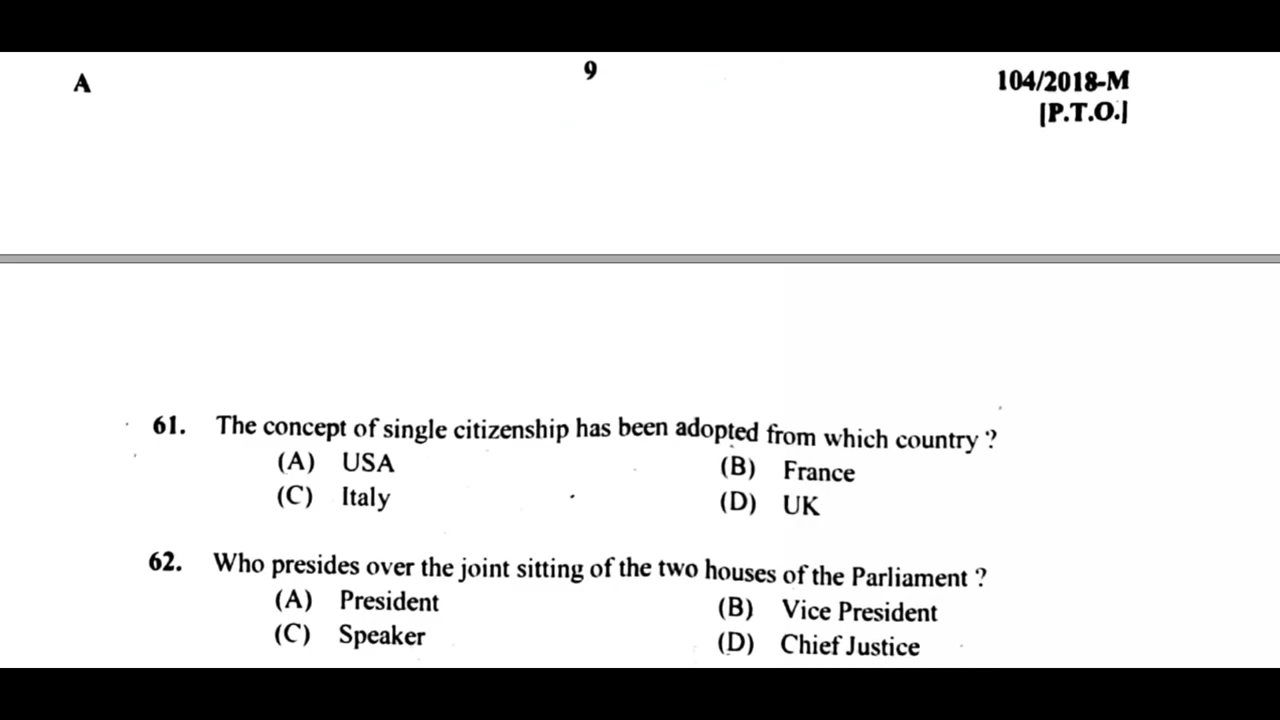 A
9
104/2018-M
[P.T.O.]
61. The concept of single citizenship has been adopted from which country ?
(A) USA (B) France
(C) Italy (D) UK
62. Who presides over the joint sitting of the two houses of the Parliament ?
(A) President (B) Vice President
(C) Speaker (D) Chief Justice